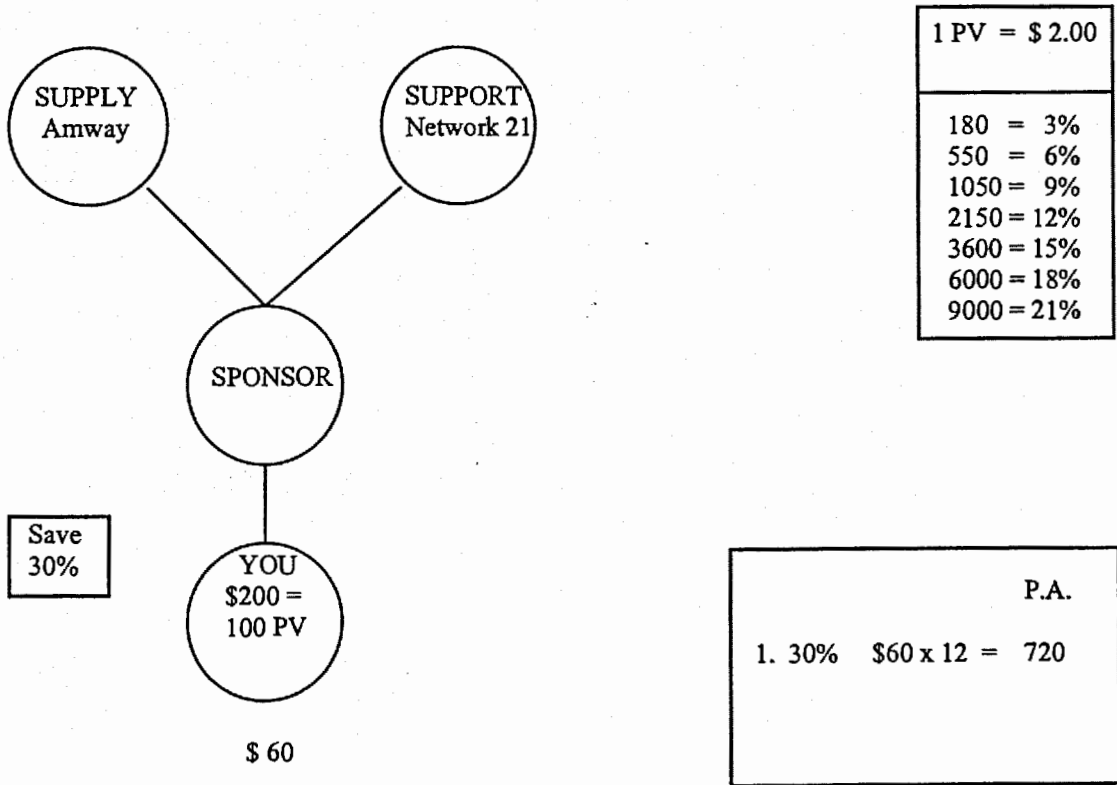 1 PV = $ 2.00
SUPPLY
Amway
SUPPORT
Network 21
180 = 3%
550 = 6%
1050 = 9%
2150 = 12%
3600 = 15%
6000 = 18%
9000 = 21%
SPONSOR
Save
30%
YOU
$200 =
100 PV
$ 60
P.A.
1. 30% $60 x 12 = 720